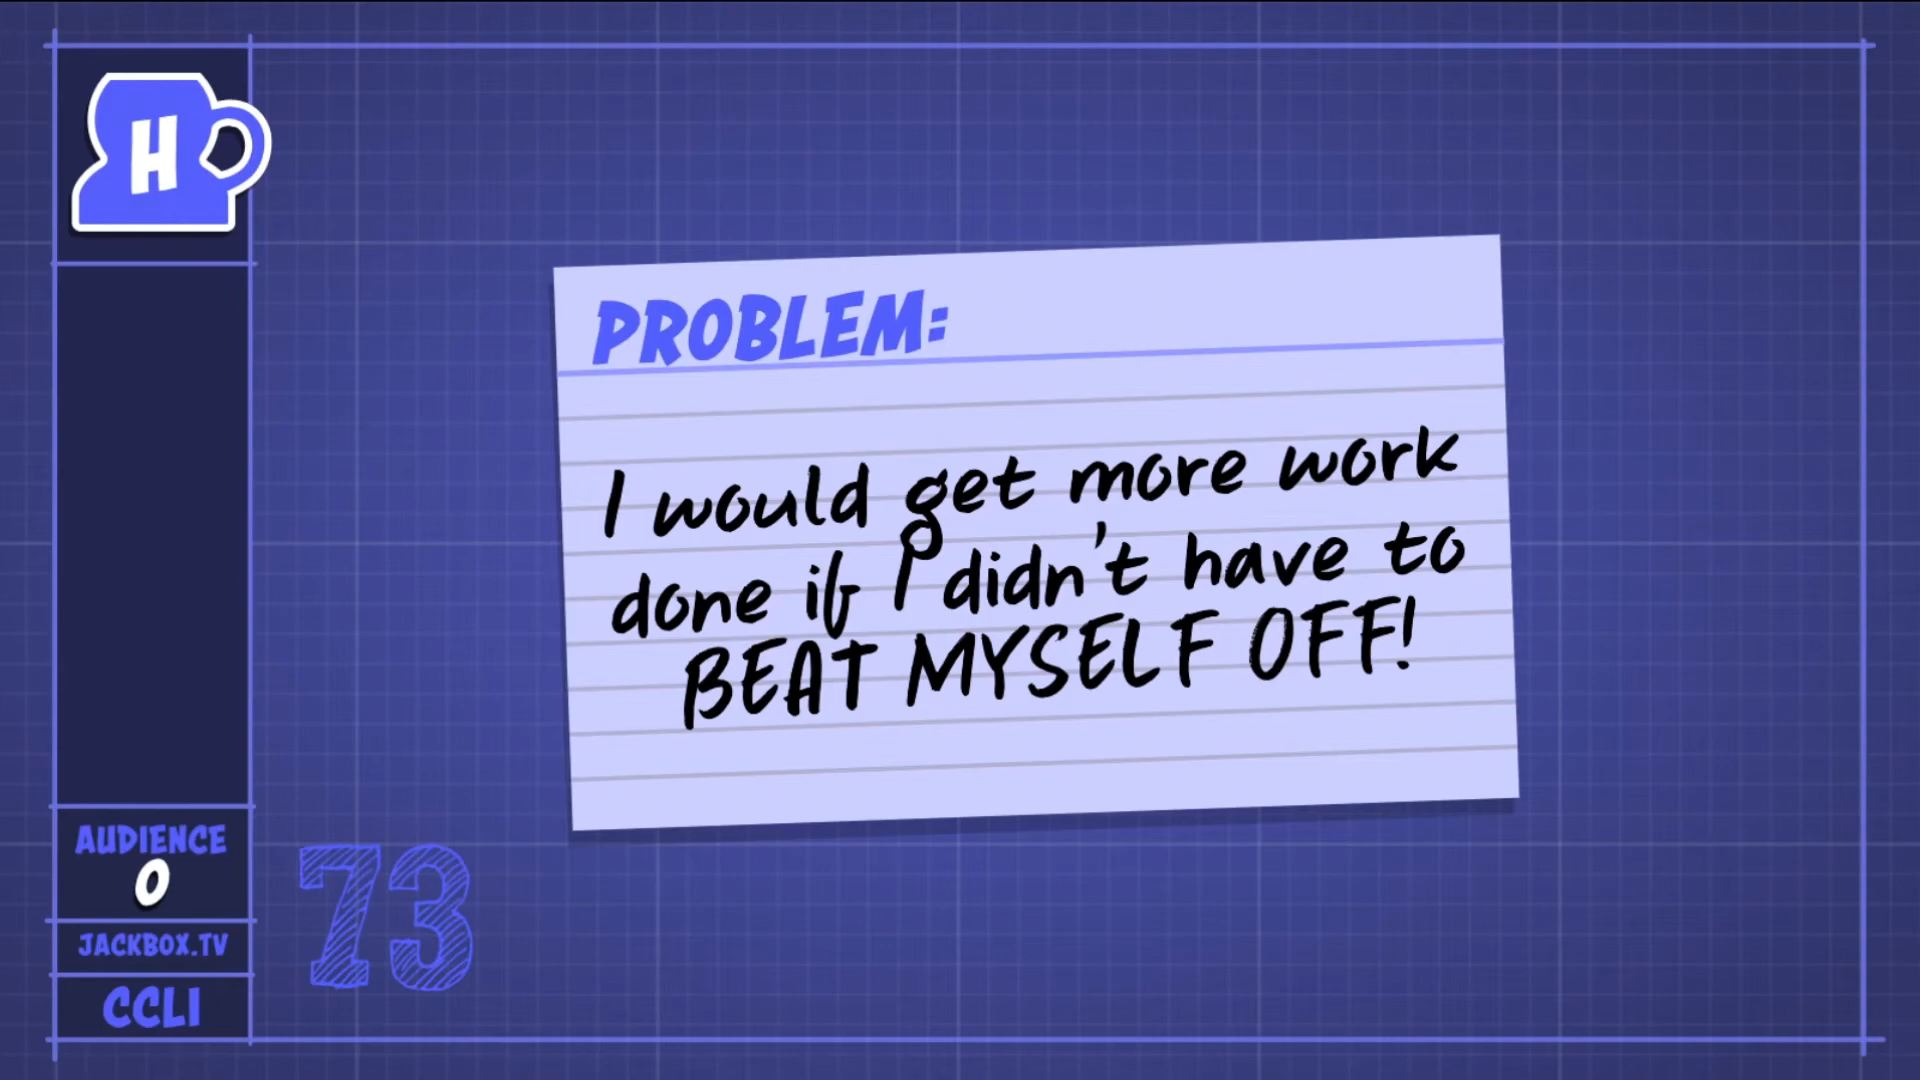 H
PROBLEM:
I would get more work
done if I didn't have to
BEAT MYSELF OFF!
AUDIENCE
0
JACKBOX.TV
CCLI
73